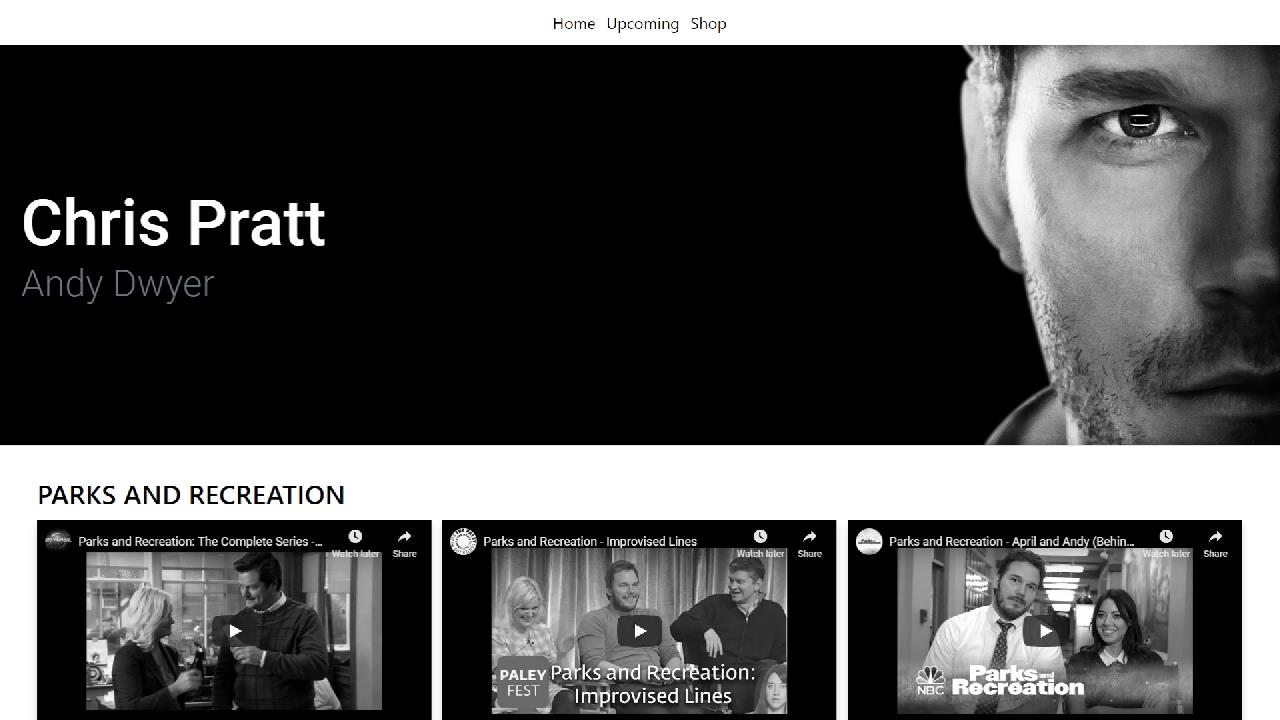 Home Upcoming Shop
Chris Pratt
Andy Dwyer
PARKS AND RECREATION
Parks and Recreation: The Complete Series -...
Watch later
Share
Parks and Recreation - Improvised Lines
Watch later
Share
PALEY
FEST
Parks and Recreation:
Improvised Lines
Parks and Recreation - April and Andy (Behin...
Watch later
Share
NBC
Parks and
Recreation